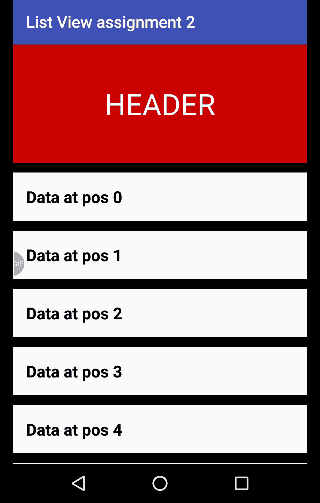 List View assignment 2
HEADER
Data at pos 0
Data at pos 1
Data at pos 2
Data at pos 3
Data at pos 4